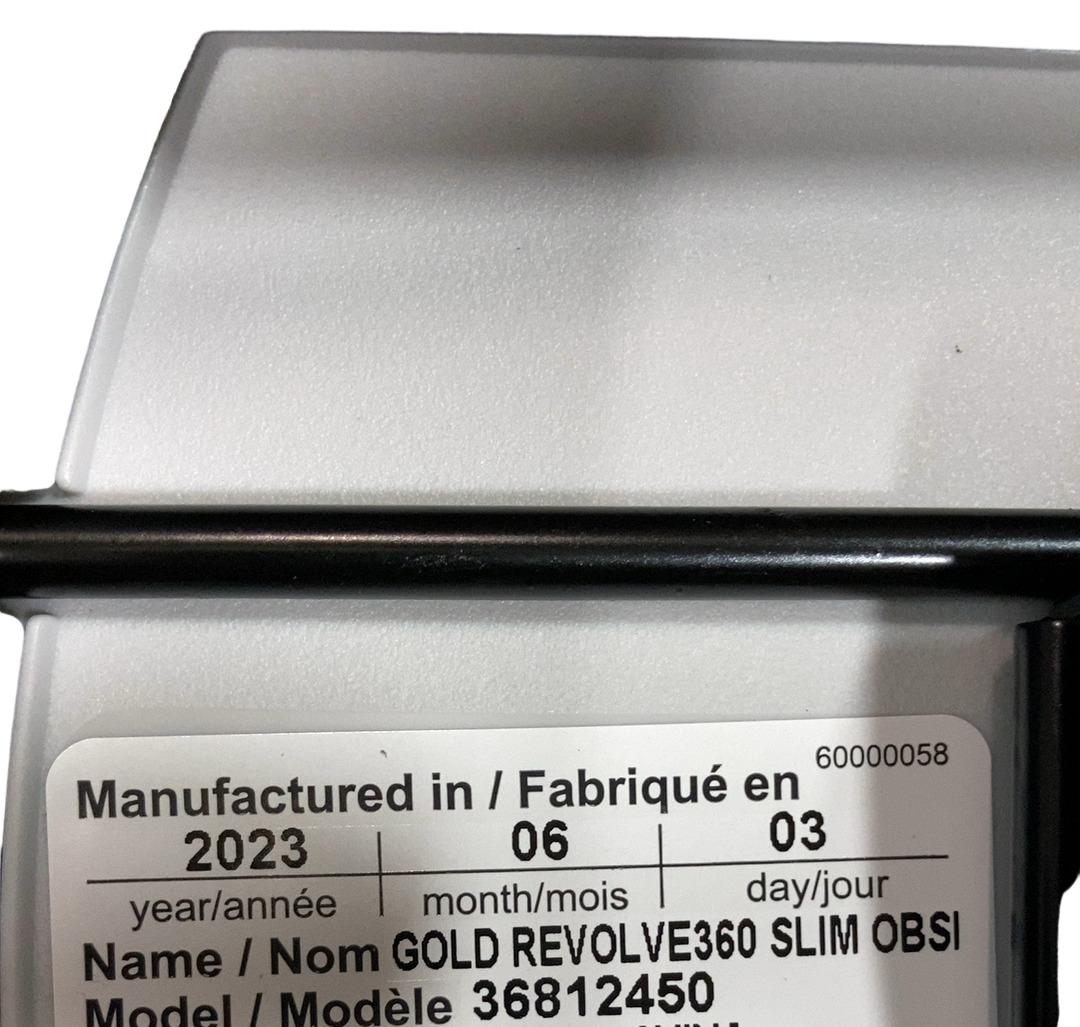 60000058
Manufactured in / Fabriqué en
2023 06 03
year/année month/mois day/jour
Name / Nom GOLD REVOLVE360 SLIM OBSI
Model / Modèle 36812450